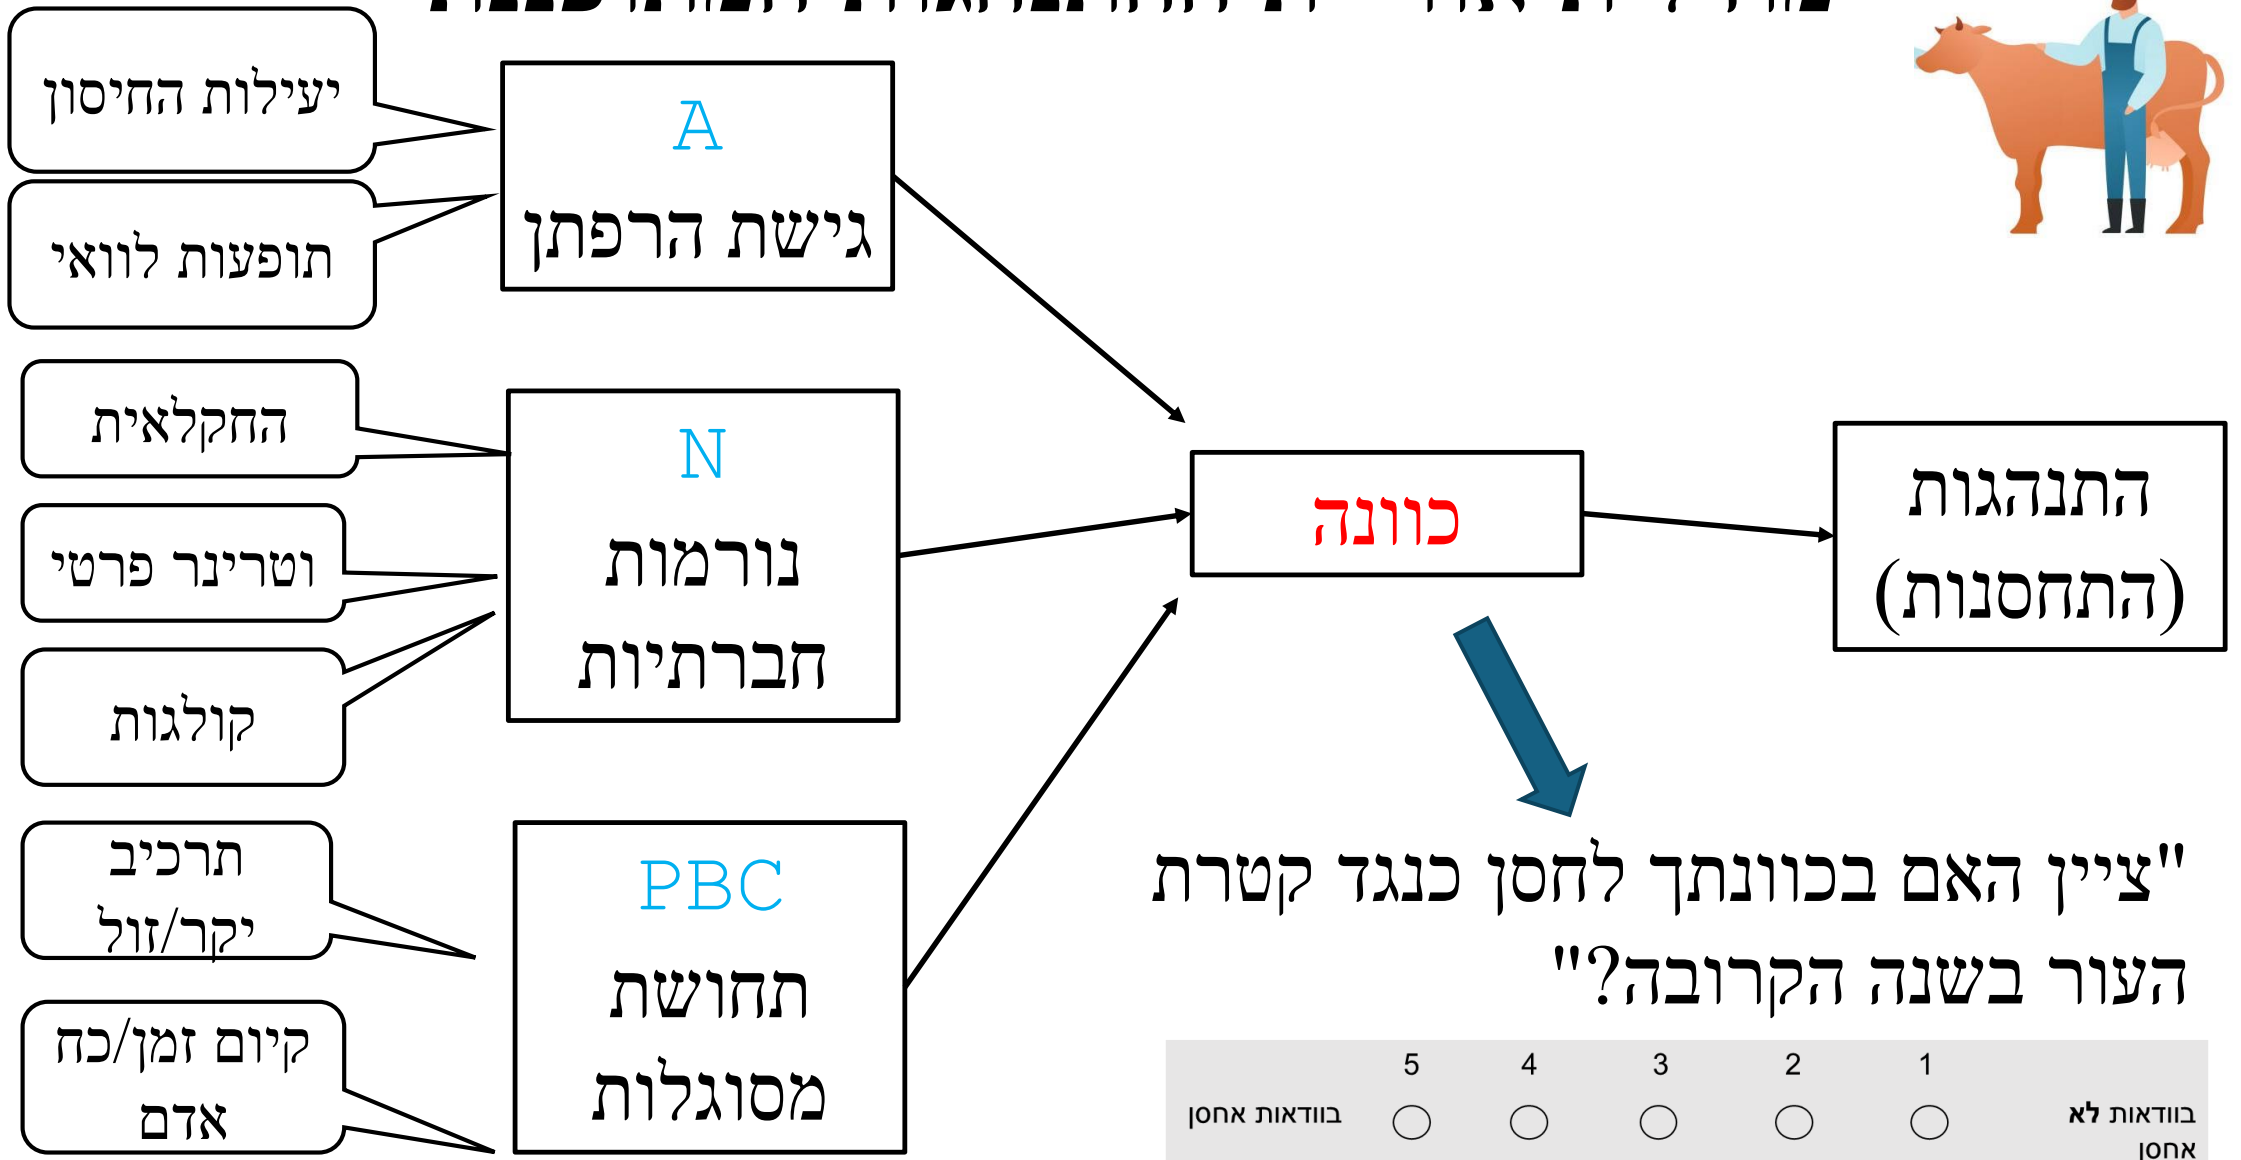 יעילות החיסון
תופעות לוואי
A
גישת הרפתן
החקלאית
וטרינר פרטי
קולגות
N
נורמות
חברתיות
תרכיב
יקר/זול
קיום זמן/כח
אדם
PBC
תחושת
מסוגלות
כוונה
התנהגות
(התחסנות)
"ציין האם בכוונתך לחסן כנגד קטרת
העור בשנה הקרובה?"
1 2 3 4 5
בוודאות לא בוודאות אחסן
אחסן